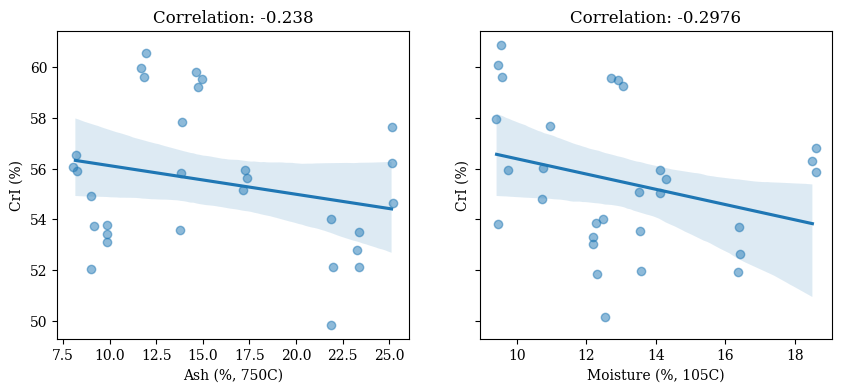 Correlation: -0.238
Correlation: -0.2976
CrI (%)
60
58
56
54
52
50
CrI (%)
7.5 10.0 12.5 15.0 17.5 20.0 22.5 25.0
10 12 14 16 18
Ash (%, 750C)
Moisture (%, 105C)